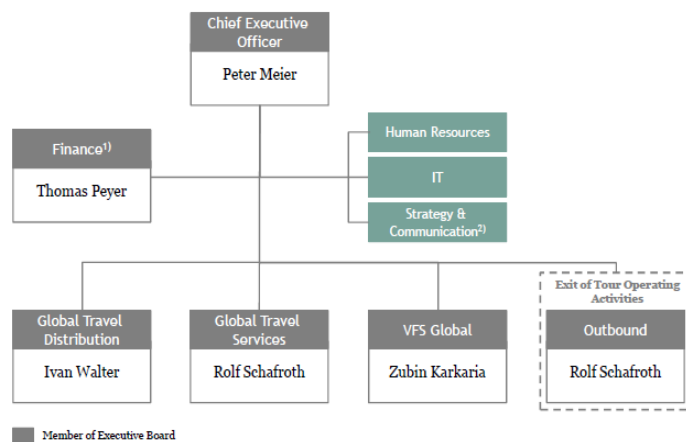 Chief Executive
Officer
Peter Meier
Finance1)
Thomas Peyer
Human Resources
IT
Strategy &
Communication2)
Global Travel
Distribution
Ivan Walter
Global Travel
Services
Rolf Schafroth
VFS Global
Zubin Karkaria
Exit of Tour Operating
Activities
Outbound
Rolf Schafroth
Member of Executive Board